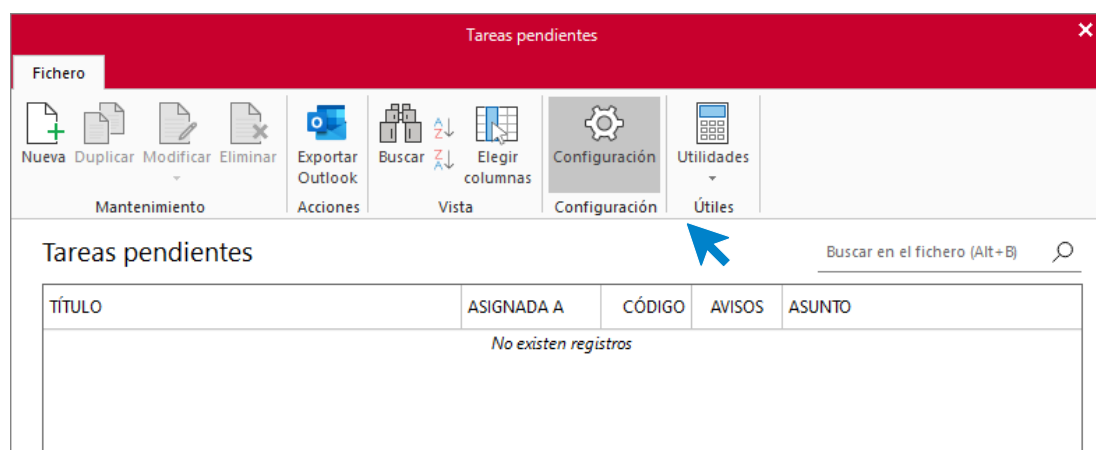 Tareas pendientes
Fichero
Nueva Duplicar Modificar Eliminar
Exportar Outlook
Buscar
Elegir columnas
Configuración
Utilidades
Mantenimiento
Acciones
Vista
Configuración
Útiles
Tareas pendientes
Buscar en el fichero (Alt+B)
TÍTULO ASIGNADA A CÓDIGO AVISOS ASUNTO
No existen registros